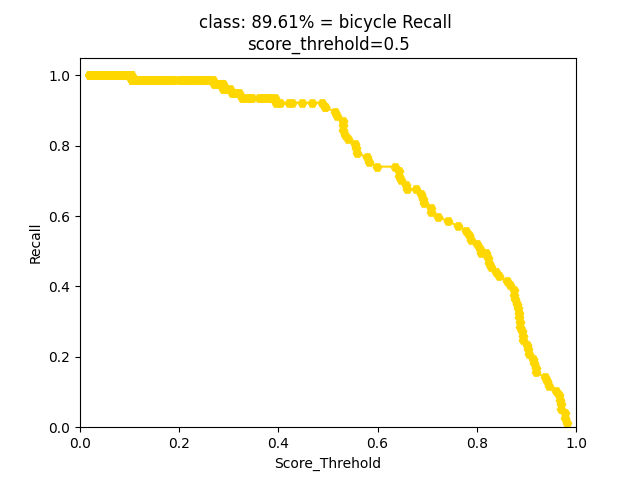 class: 89.61% = bicycle Recall
score_threhold=0.5
1.0
0.8
0.6
0.4
0.2
0.0
Recall
0.0 0.2 0.4 0.6 0.8 1.0
Score_Threhold